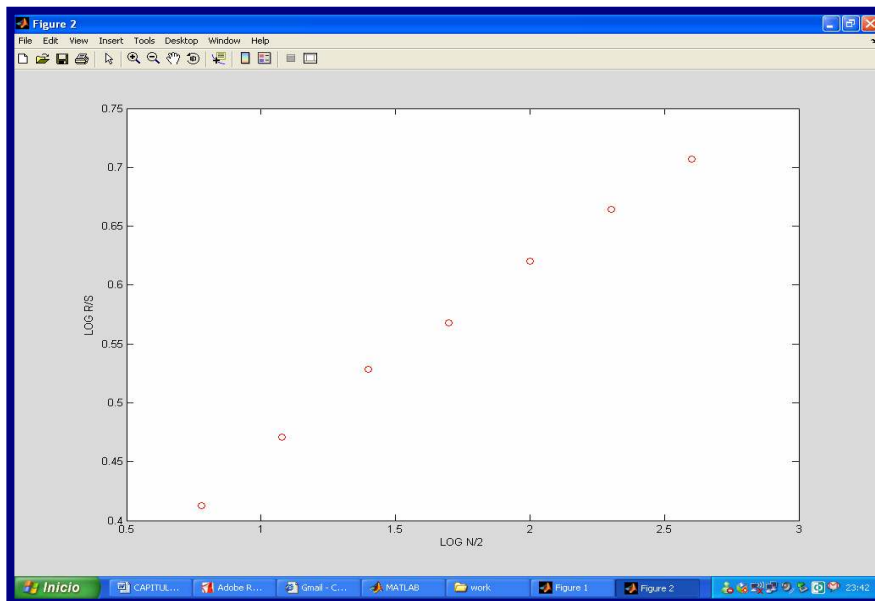 Figure 2
File Edit View Insert Tools Desktop Window Help
0.75
0.7
0.65
0.6
0.55
0.5
0.45
0.4
LOG R/S
0.5 1 1.5 2 2.5 3
LOG N/2
Inicio CAPITUL... Adobe R... Gmail - C... MATLAB work Figure 1 Figure 2 23:42